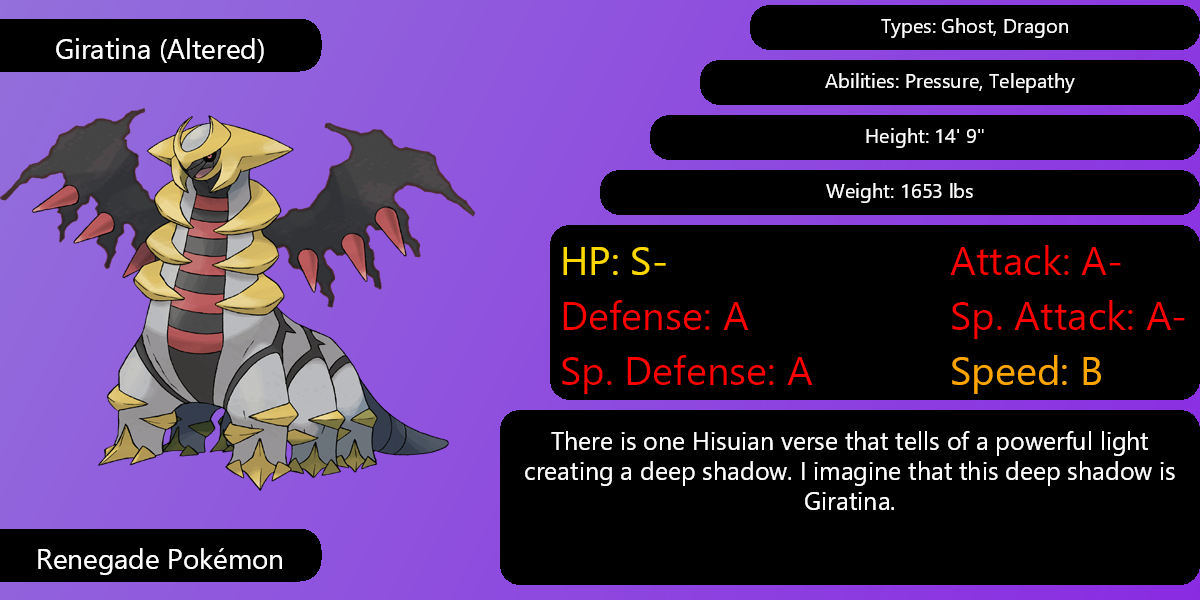 Giratina (Altered)
Types: Ghost, Dragon
Abilities: Pressure, Telepathy
Height: 14' 9"
Weight: 1653 lbs
HP: S-
Attack: A-
Defense: A
Sp. Attack: A-
Sp. Defense: A
Speed: B
There is one Hisuian verse that tells of a powerful light
creating a deep shadow. I imagine that this deep shadow is
Giratina.
Renegade Pokémon